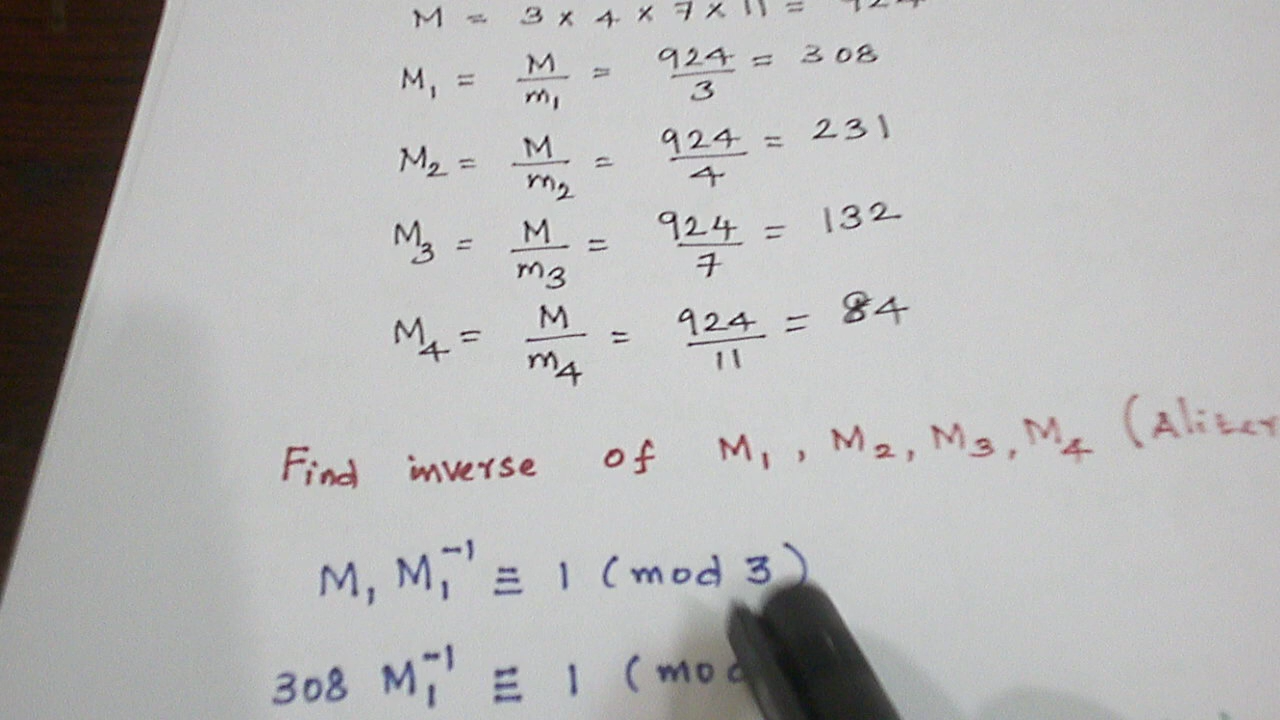 M = 3 × 4 × 7 × 11 = 924
M₁ = M/m₁ = 924/3 = 308
M₂ = M/m₂ = 924/4 = 231
M₃ = M/m₃ = 924/7 = 132
M₄ = M/m₄ = 924/11 = 84
Find inverse of M₁, M₂, M₃, M₄ (Aliter
M₁ M₁⁻¹ ≡ 1 (mod 3)
308 M₁⁻¹ ≡ 1 (mod